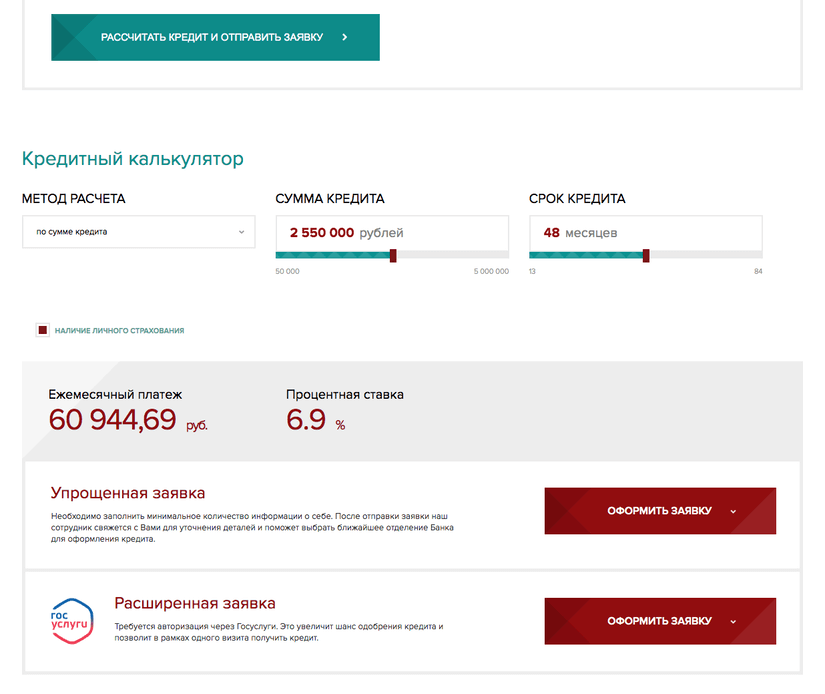 РАССЧИТАТЬ КРЕДИТ И ОТПРАВИТЬ ЗАЯВКУ
Кредитный калькулятор
МЕТОД РАСЧЕТА
по сумме кредита
СУММА КРЕДИТА
2 550 000 рублей
50 000
5 000 000
СРОК КРЕДИТА
48 месяцев
13
84
НАЛИЧИЕ ЛИЧНОГО СТРАХОВАНИЯ
Ежемесячный платеж
60 944,69 руб.
Процентная ставка
6.9 %
Упрощенная заявка
Необходимо заполнить минимальное количество информации о себе. После отправки заявки наш
сотрудник свяжется с Вами для уточнения деталей и поможет выбрать ближайшее отделение Банка
для оформления кредита.
ОФОРМИТЬ ЗАЯВКУ
гос
услуги
Расширенная заявка
Требуется авторизация через Госуслуги. Это увеличит шанс одобрения кредита и
позволит в рамках одного визита получить кредит.
ОФОРМИТЬ ЗАЯВКУ